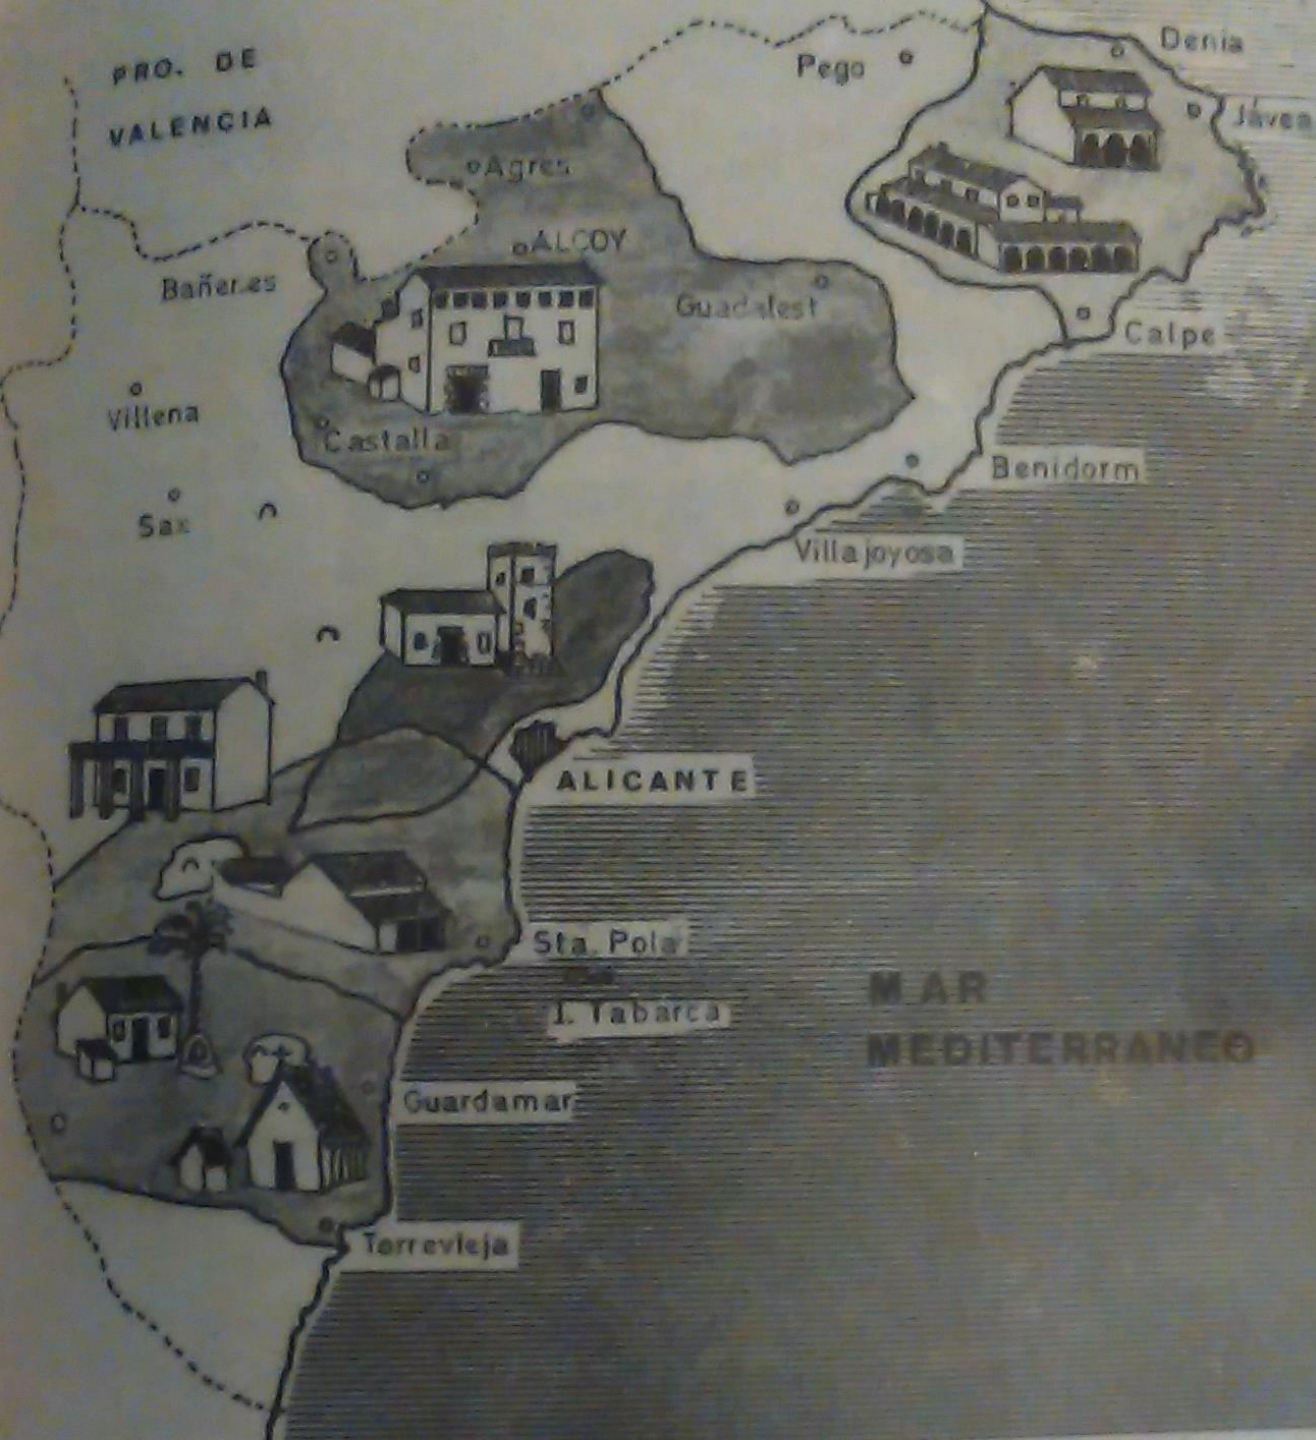 Denia
Pego
PRO. DE
VALENCIA
Jávea
Agres
ALCOY
Bañeres
Guadalest
Calpe
Villena
Castalla
Benidorm
Sax
Villajoyosa
ALICANTE
Sta. Pola
I. Tabarca
MAR
MEDITERRANEO
Guardamar
Torrevieja